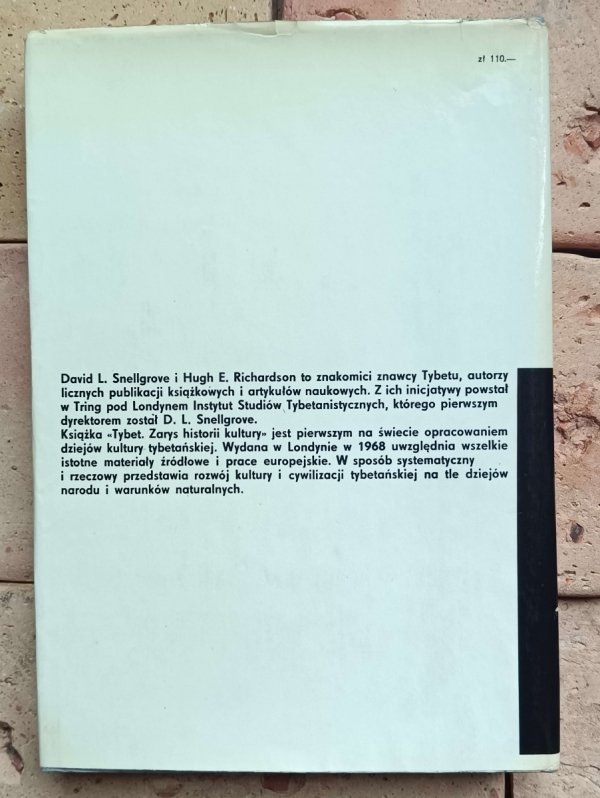 zł 110.—
David L. Snellgrove i Hugh E. Richardson to znakomici znawcy Tybetu, autorzy
licznych publikacji książkowych i artykułów naukowych. Z ich inicjatywy powstał
w Tring pod Londynem Instytut Studiów Tybetanistycznych, którego pierwszym
dyrektorem został D. L. Snellgrove.
Książka «Tybet. Zarys historii kultury» jest pierwszym na świecie opracowaniem
dziejów kultury tybetańskiej. Wydana w Londynie w 1968 uwzględnia wszelkie
istotne materiały źródłowe i prace europejskie. W sposób systematyczny
i rzeczowy przedstawia rozwój kultury i cywilizacji tybetańskiej na tle dziejów
narodu i warunków naturalnych.